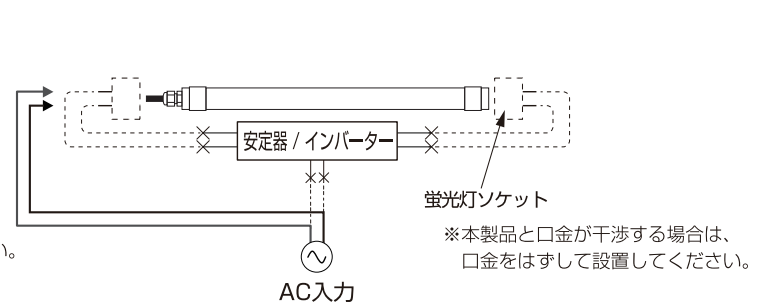 安定器 / インバーター
蛍光灯ソケット
※本製品と口金が干渉する場合は、
口金をはずして設置してください。
い。
AC入力